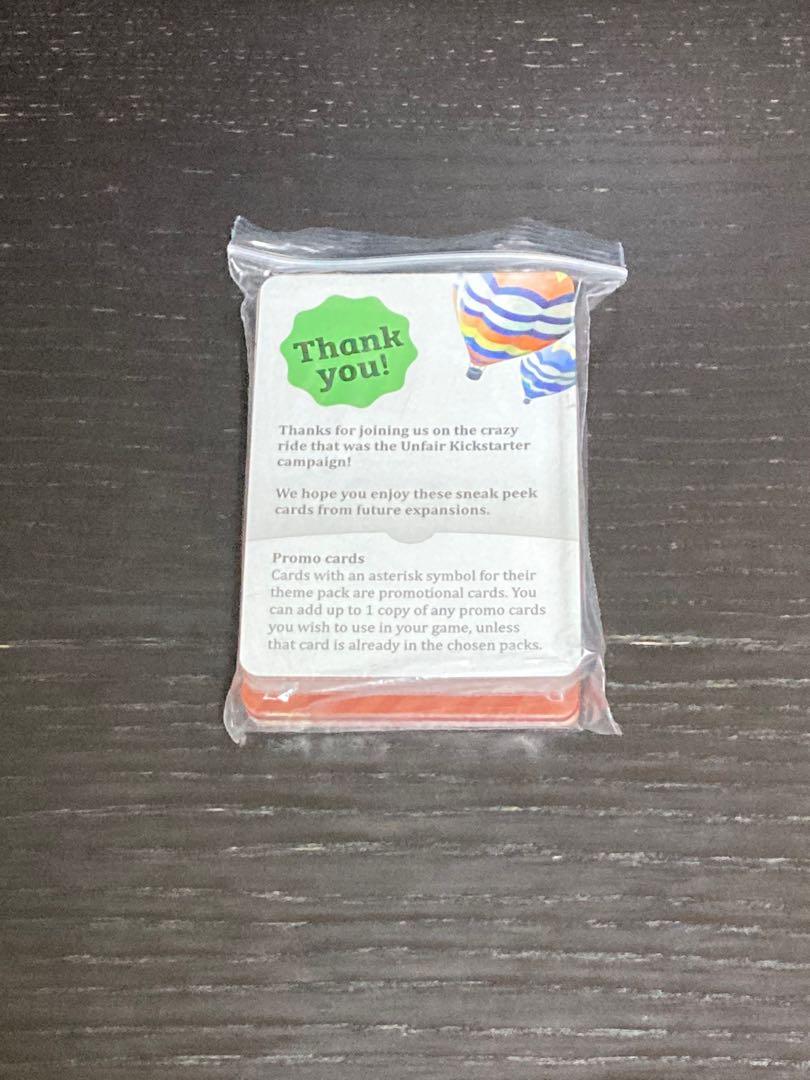 Thank
you!
Thanks for joining us on the crazy
ride that was the Unfair Kickstarter
campaign!
We hope you enjoy these sneak peek
cards from future expansions.
Promo cards
Cards with an asterisk symbol for their
theme pack are promotional cards. You
can add up to 1 copy of any promo cards
you wish to use in your game, unless
that card is already in the chosen packs.